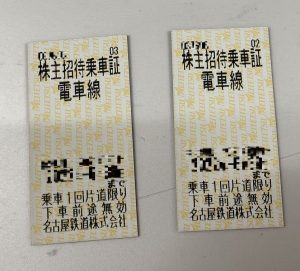 03
株主招待乗車証
電車線
まで
乗車1回片道限り
下車前途無効
名古屋鉄道株式会社
02
株主招待乗車証
電車線
まで
乗車1回片道限り
下車前途無効
名古屋鉄道株式会社